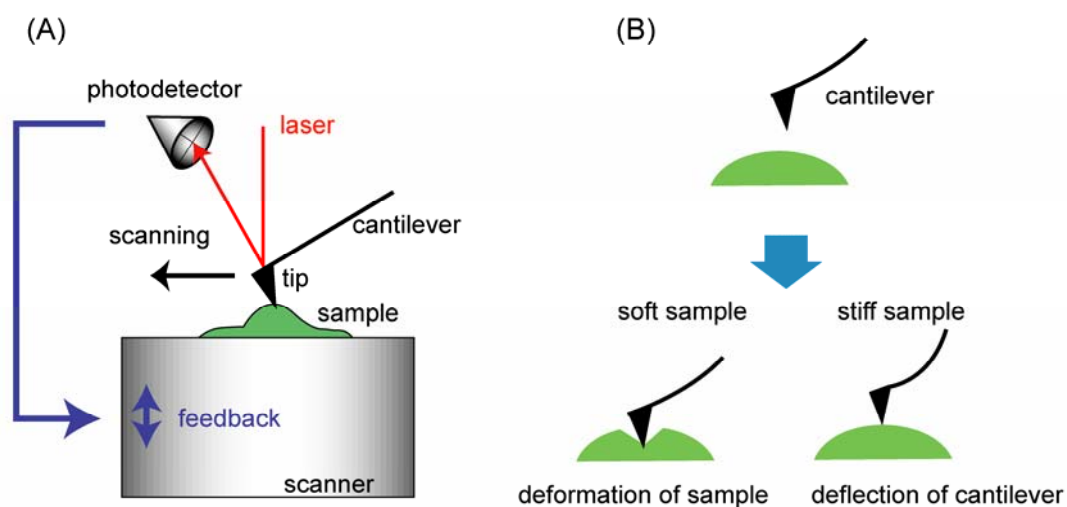 (A)
photodetector
laser
cantilever
scanning
tip
sample
feedback
scanner
(B)
cantilever
soft sample
stiff sample
deformation of sample
deflection of cantilever